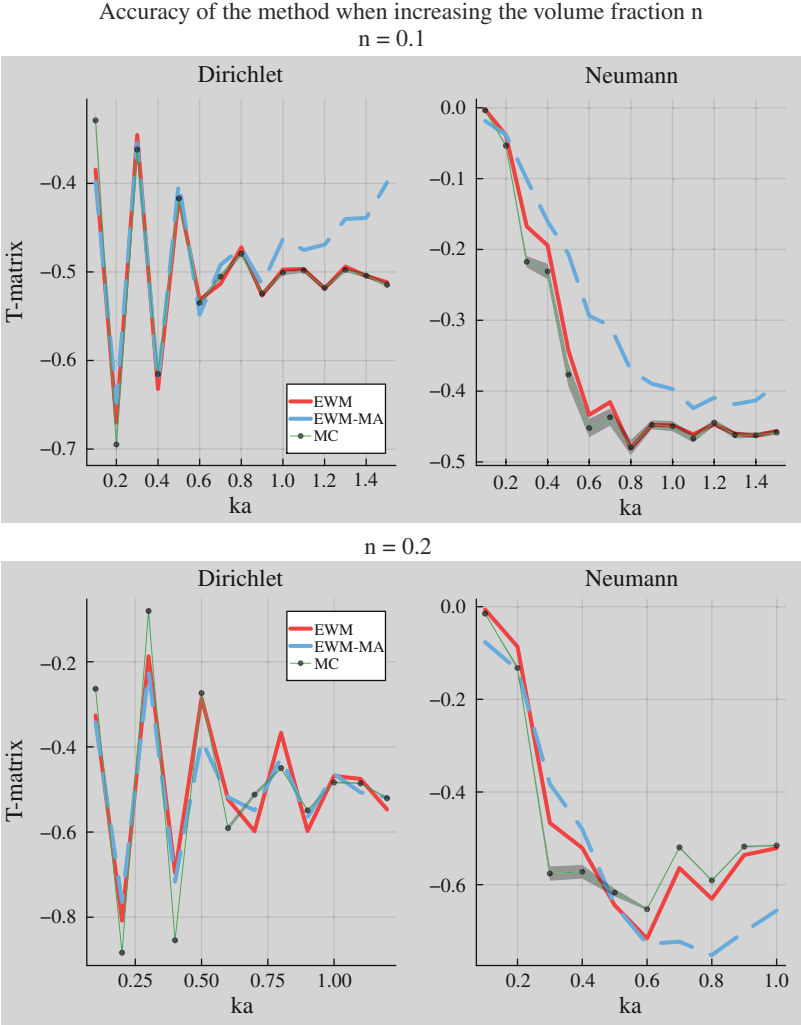 Accuracy of the method when increasing the volume fraction n
n = 0.1
Dirichlet
Neumann
T-matrix
−0.4
−0.5
−0.6
−0.7
EWM
EWM-MA
MC
0.2 0.4 0.6 0.8 1.0 1.2 1.4
ka
0.0
−0.1
−0.2
−0.3
−0.4
−0.5
0.2 0.4 0.6 0.8 1.0 1.2 1.4
ka
n = 0.2
Dirichlet
Neumann
T-matrix
−0.2
−0.4
−0.6
−0.8
EWM
EWM-MA
MC
0.25 0.50 0.75 1.00
ka
0.0
−0.2
−0.4
−0.6
0.2 0.4 0.6 0.8 1.0
ka